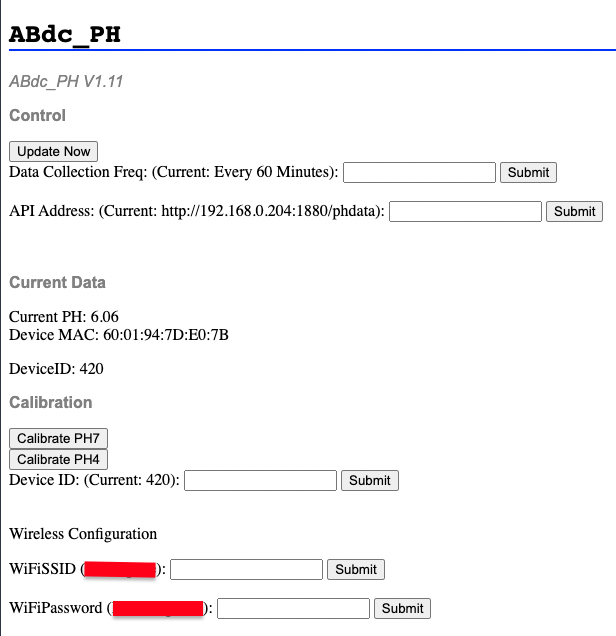 ABdc_PH
ABdc_PH V1.11
Control
Update Now
Data Collection Freq: (Current: Every 60 Minutes): Submit
API Address: (Current: http://192.168.0.204:1880/phdata): Submit
Current Data
Current PH: 6.06
Device MAC: 60:01:94:7D:E0:7B
DeviceID: 420
Calibration
Calibrate PH7
Calibrate PH4
Device ID: (Current: 420): Submit
Wireless Configuration
WiFiSSID ( ): Submit
WiFiPassword ( ): Submit